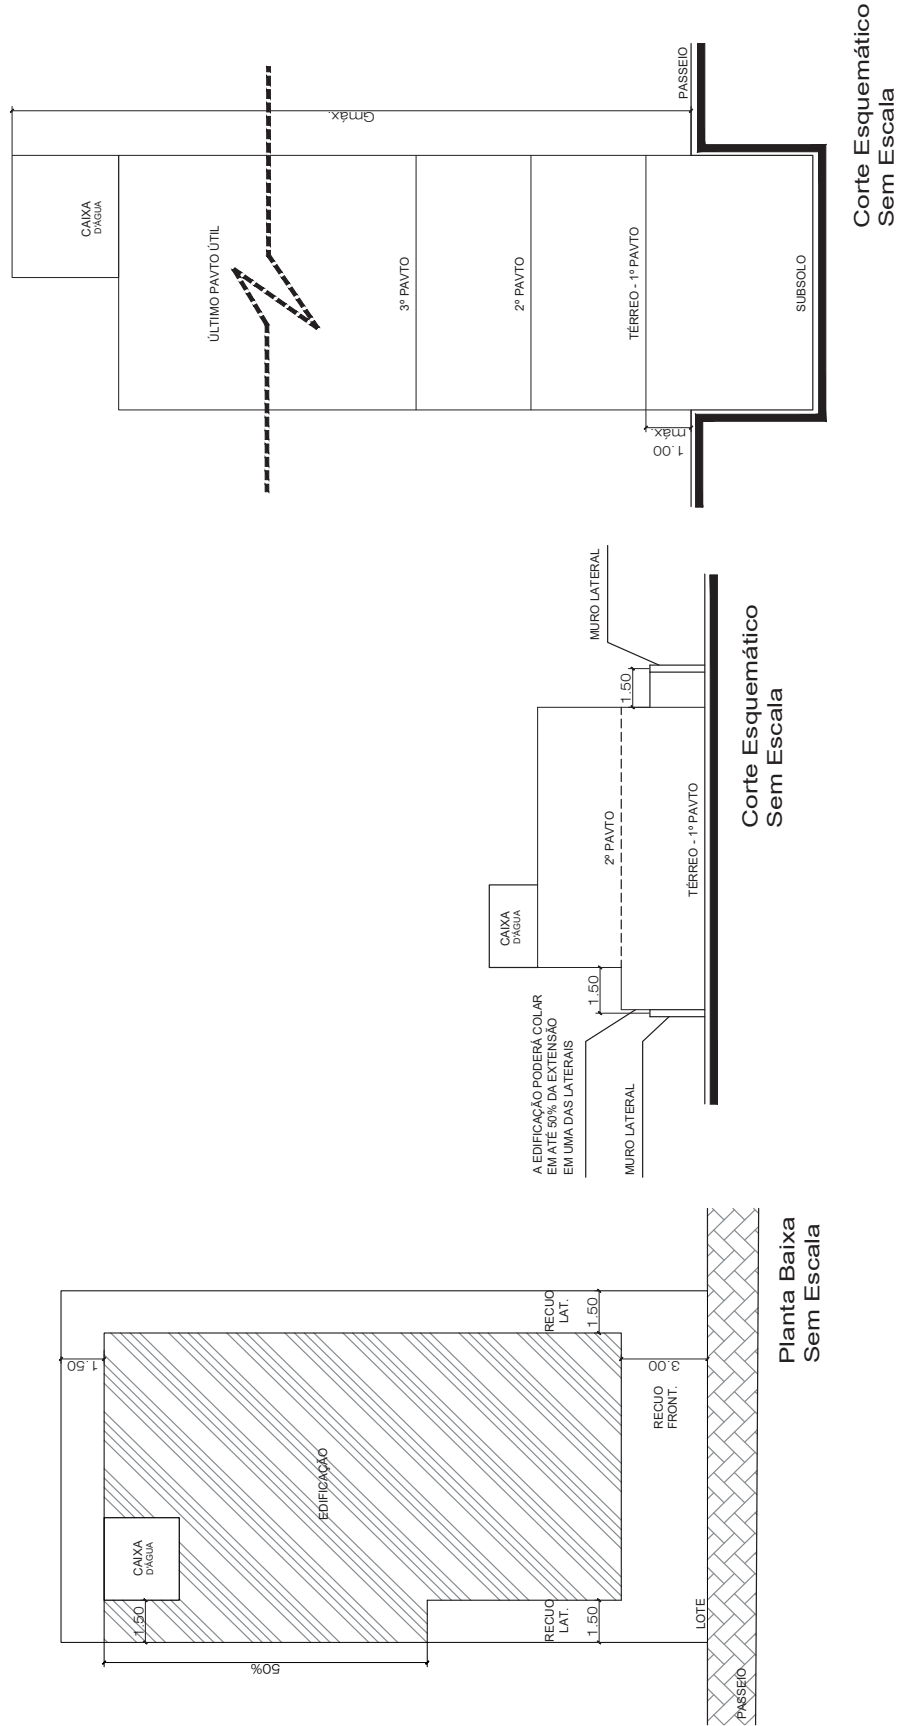 PASSEIO
Gmáx.
CAIXA
D'ÁGUA
ÚLTIMO PAVTO ÚTIL
3º PAVTO
2º PAVTO
TÉRREO - 1º PAVTO
SUBSOLO
1.00
máx.
Corte Esquemático
Sem Escala
MURO LATERAL
1.50
2º PAVTO
TÉRREO - 1º PAVTO
CAIXA
D'ÁGUA
1.50
A EDIFICAÇÃO PODERÁ COLAR
EM ATÉ 50% DA EXTENSÃO
EM UMA DAS LATERAIS
MURO LATERAL
Corte Esquemático
Sem Escala
1.50
RECUO
LAT.
1.50
3.00
RECUO
FRONT.
EDIFICAÇÃO
CAIXA
D'ÁGUA
1.50
RECUO
LAT.
1.50
50%
LOTE
PASSEIO
Planta Baixa
Sem Escala